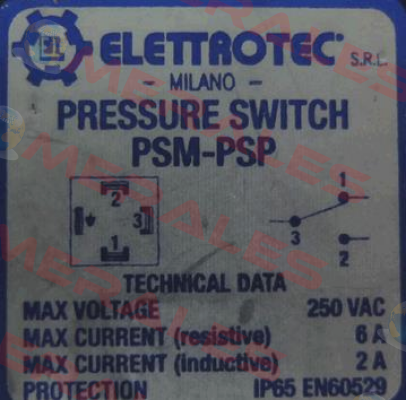 ELETTROTEC S.R.L.
- MILANO -
PRESSURE SWITCH
PSM-PSP
2
3
1
1
3
2
TECHNICAL DATA
MAX VOLTAGE 250 VAC
MAX CURRENT (resistive) 6 A
MAX CURRENT (inductive) 2 A
PROTECTION IP65 EN60529